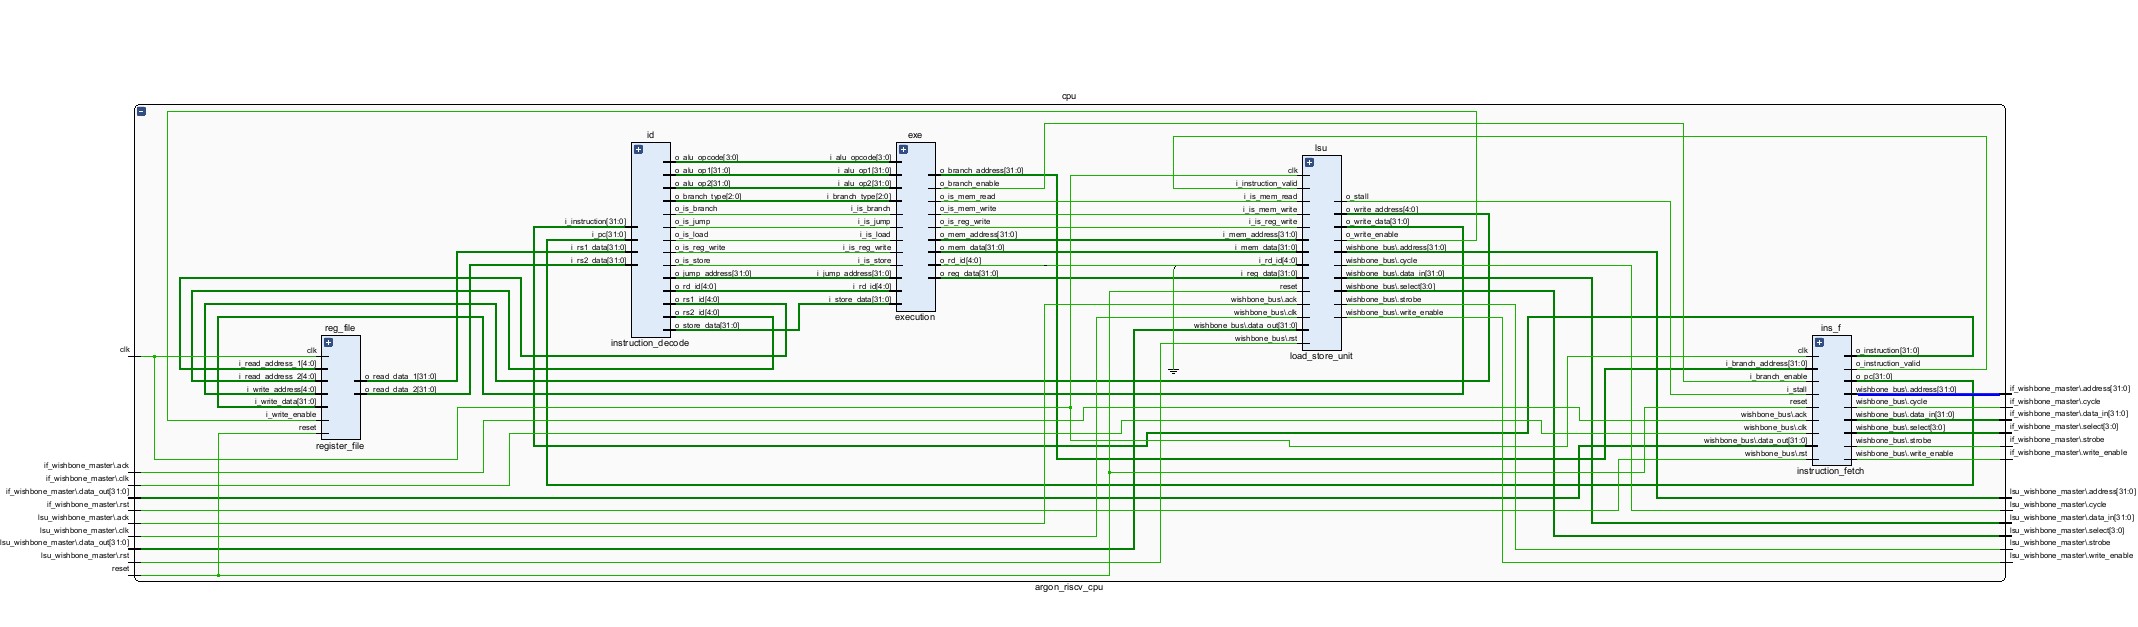 cpu
id
o_alu_opcode[3:0]
o_alu_op1[31:0]
o_alu_op2[31:0]
o_branch_type[2:0]
o_is_branch
i_instruction[31:0]
o_is_jump
i_pc[31:0]
o_is_load
i_rs1_data[31:0]
o_is_reg_write
i_rs2_data[31:0]
o_is_store
o_jump_address[31:0]
o_rd_id[4:0]
o_rs1_id[4:0]
o_rs2_id[4:0]
o_store_data[31:0]
instruction_decode
exe
i_alu_opcode[3:0]
i_alu_op1[31:0]
o_branch_address[31:0]
i_alu_op2[31:0]
o_branch_enable
i_branch_type[2:0]
o_is_mem_read
i_is_branch
o_is_mem_write
i_is_jump
o_is_reg_write
i_is_load
o_mem_address[31:0]
i_is_reg_write
o_mem_data[31:0]
i_is_store
o_rd_id[4:0]
i_jump_address[31:0]
o_reg_data[31:0]
i_rd_id[4:0]
i_store_data[31:0]
execution
lsu
clk
i_instruction_valid
i_is_mem_read
o_stall
i_is_mem_write
o_write_address[4:0]
i_is_reg_write
o_write_data[31:0]
i_mem_address[31:0]
o_write_enable
i_mem_data[31:0]
wishbone_bus\.address[31:0]
i_rd_id[4:0]
wishbone_bus\.cycle
i_reg_data[31:0]
wishbone_bus\.data_in[31:0]
reset
wishbone_bus\.select[3:0]
wishbone_bus\.ack
wishbone_bus\.strobe
wishbone_bus\.clk
wishbone_bus\.write_enable
wishbone_bus\.data_out[31:0]
wishbone_bus\.rst
load_store_unit
reg_file
clk
i_read_address_1[4:0]
i_read_address_2[4:0]
o_read_data_1[31:0]
i_write_address[4:0]
o_read_data_2[31:0]
i_write_data[31:0]
i_write_enable
reset
register_file
ins_f
clk
o_instruction[31:0]
i_branch_address[31:0]
o_instruction_valid
i_branch_enable
o_pc[31:0]
i_stall
wishbone_bus\.address[31:0]
reset
wishbone_bus\.cycle
wishbone_bus\.ack
wishbone_bus\.data_in[31:0]
wishbone_bus\.clk
wishbone_bus\.select[3:0]
wishbone_bus\.data_out[31:0]
wishbone_bus\.strobe
wishbone_bus\.rst
wishbone_bus\.write_enable
instruction_fetch
clk
if_wishbone_master\.ack
if_wishbone_master\.clk
if_wishbone_master\.data_out[31:0]
if_wishbone_master\.rst
lsu_wishbone_master\.ack
lsu_wishbone_master\.clk
lsu_wishbone_master\.data_out[31:0]
lsu_wishbone_master\.rst
reset
if_wishbone_master\.address[31:0]
if_wishbone_master\.cycle
if_wishbone_master\.data_in[31:0]
if_wishbone_master\.select[3:0]
if_wishbone_master\.strobe
if_wishbone_master\.write_enable
lsu_wishbone_master\.address[31:0]
lsu_wishbone_master\.cycle
lsu_wishbone_master\.data_in[31:0]
lsu_wishbone_master\.select[3:0]
lsu_wishbone_master\.strobe
lsu_wishbone_master\.write_enable
argon_riscv_cpu